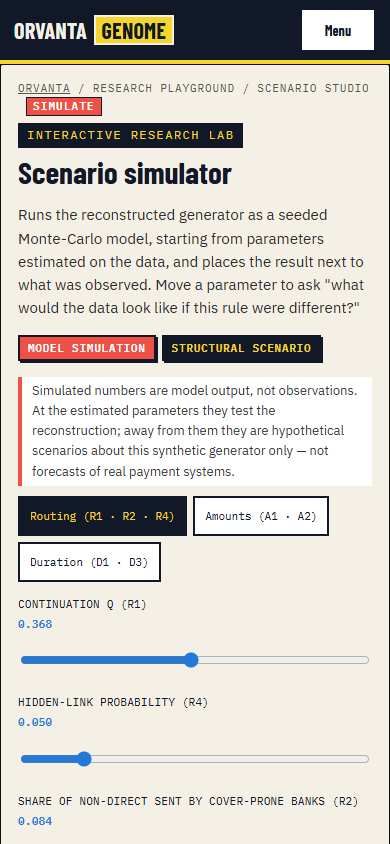 ORVANTA GENOME
Menu
ORVANTA / RESEARCH PLAYGROUND / SCENARIO STUDIO
SIMULATE
INTERACTIVE RESEARCH LAB
Scenario simulator
Runs the reconstructed generator as a seeded
Monte-Carlo model, starting from parameters
estimated on the data, and places the result next to
what was observed. Move a parameter to ask "what
would the data look like if this rule were different?"
MODEL SIMULATION STRUCTURAL SCENARIO
Simulated numbers are model output, not observations.
At the estimated parameters they test the
reconstruction; away from them they are hypothetical
scenarios about this synthetic generator only — not
forecasts of real payment systems.
Routing (R1 · R2 · R4) Amounts (A1 · A2)
Duration (D1 · D3)
CONTINUATION Q (R1)
0.368
HIDDEN-LINK PROBABILITY (R4)
0.050
SHARE OF NON-DIRECT SENT BY COVER-PRONE BANKS (R2)
0.084